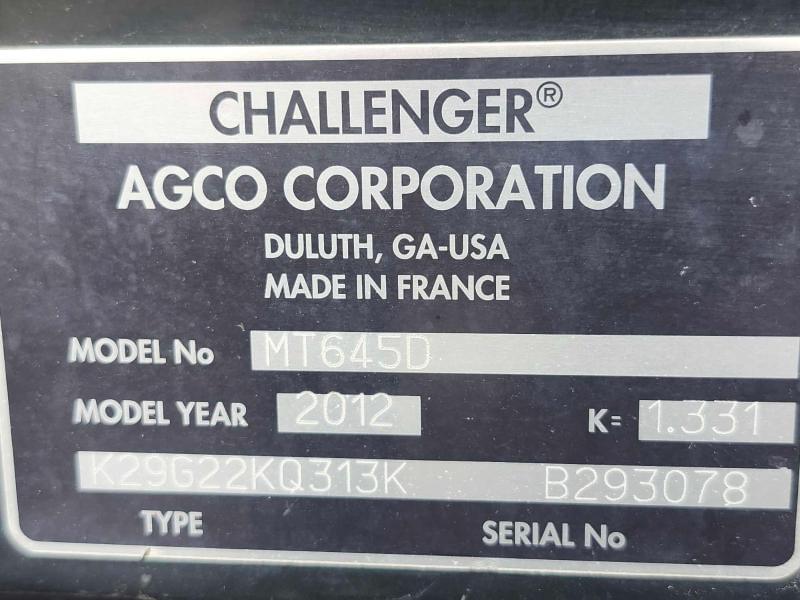 CHALLENGER®
AGCO CORPORATION
DULUTH, GA-USA
MADE IN FRANCE
MODEL No MT645D
MODEL YEAR 2012 K= 1.331
K29G22KQ313K B293078
TYPE SERIAL No